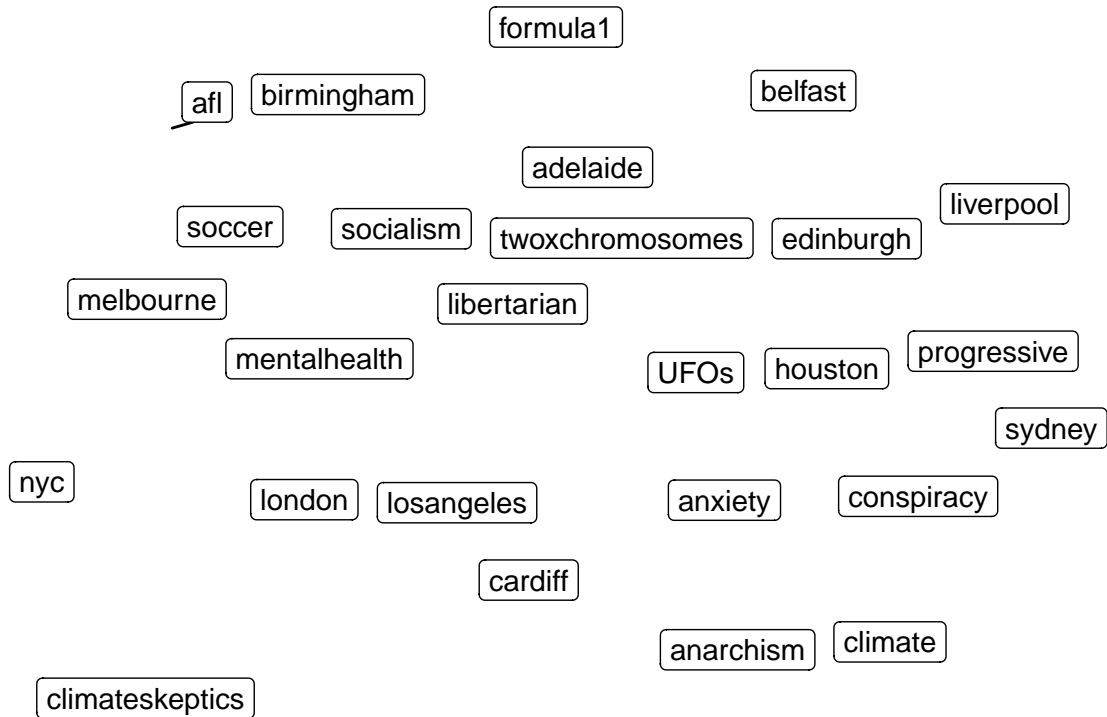 formula1
afl
birmingham
belfast
adelaide
liverpool
soccer
socialism
twoxchromosomes
edinburgh
melbourne
libertarian
mentalhealth
UFOs
houston
progressive
sydney
nyc
london
losangeles
anxiety
conspiracy
cardiff
anarchism
climate
climateskeptics